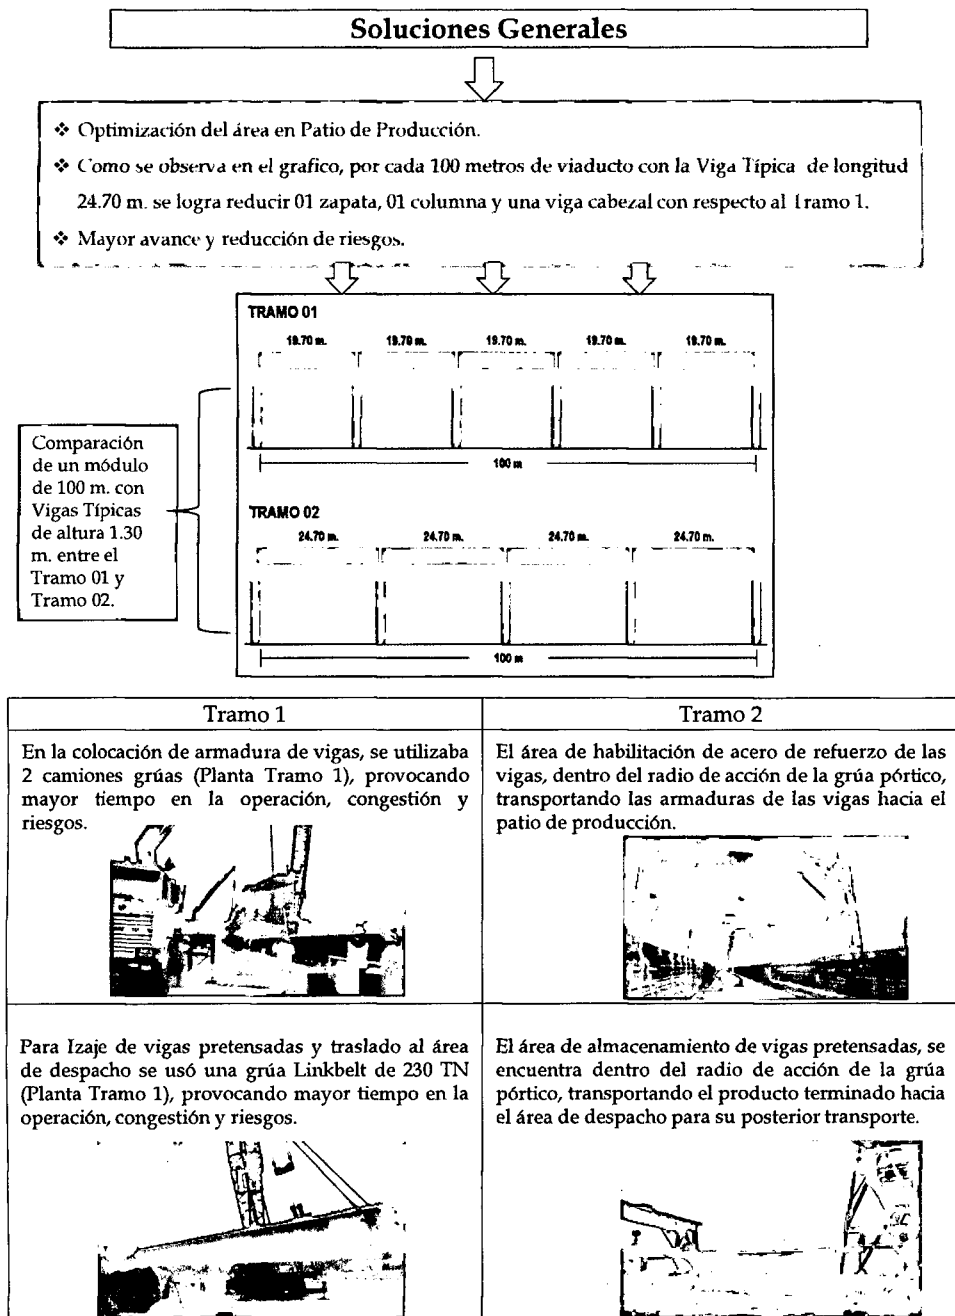 Soluciones Generales
❖ Optimización del área en Patio de Producción.
❖ Como se observa en el grafico, por cada 100 metros de viaducto con la Viga Típica de longitud
24.70 m. se logra reducir 01 zapata, 01 columna y una viga cabezal con respecto al Tramo 1.
❖ Mayor avance y reducción de riesgos.
TRAMO 01
19.70 m. 19.70 m. 19.70 m. 19.70 m. 19.70 m.
100 m
Comparación
de un módulo
de 100 m. con
Vigas Típicas
de altura 1.30
m. entre el
Tramo 01 y
Tramo 02.
TRAMO 02
24.70 m. 24.70 m. 24.70 m. 24.70 m.
100 m
Tramo 1
En la colocación de armadura de vigas, se utilizaba
2 camiones grúas (Planta Tramo 1), provocando
mayor tiempo en la operación, congestión y
riesgos.
Tramo 2
El área de habilitación de acero de refuerzo de las
vigas, dentro del radio de acción de la grúa pórtico,
transportando las armaduras de las vigas hacia el
patio de producción.
Para Izaje de vigas pretensadas y traslado al área
de despacho se usó una grúa Linkbelt de 230 TN
(Planta Tramo 1), provocando mayor tiempo en la
operación, congestión y riesgos.
El área de almacenamiento de vigas pretensadas, se
encuentra dentro del radio de acción de la grúa
pórtico, transportando el producto terminado hacia
el área de despacho para su posterior transporte.